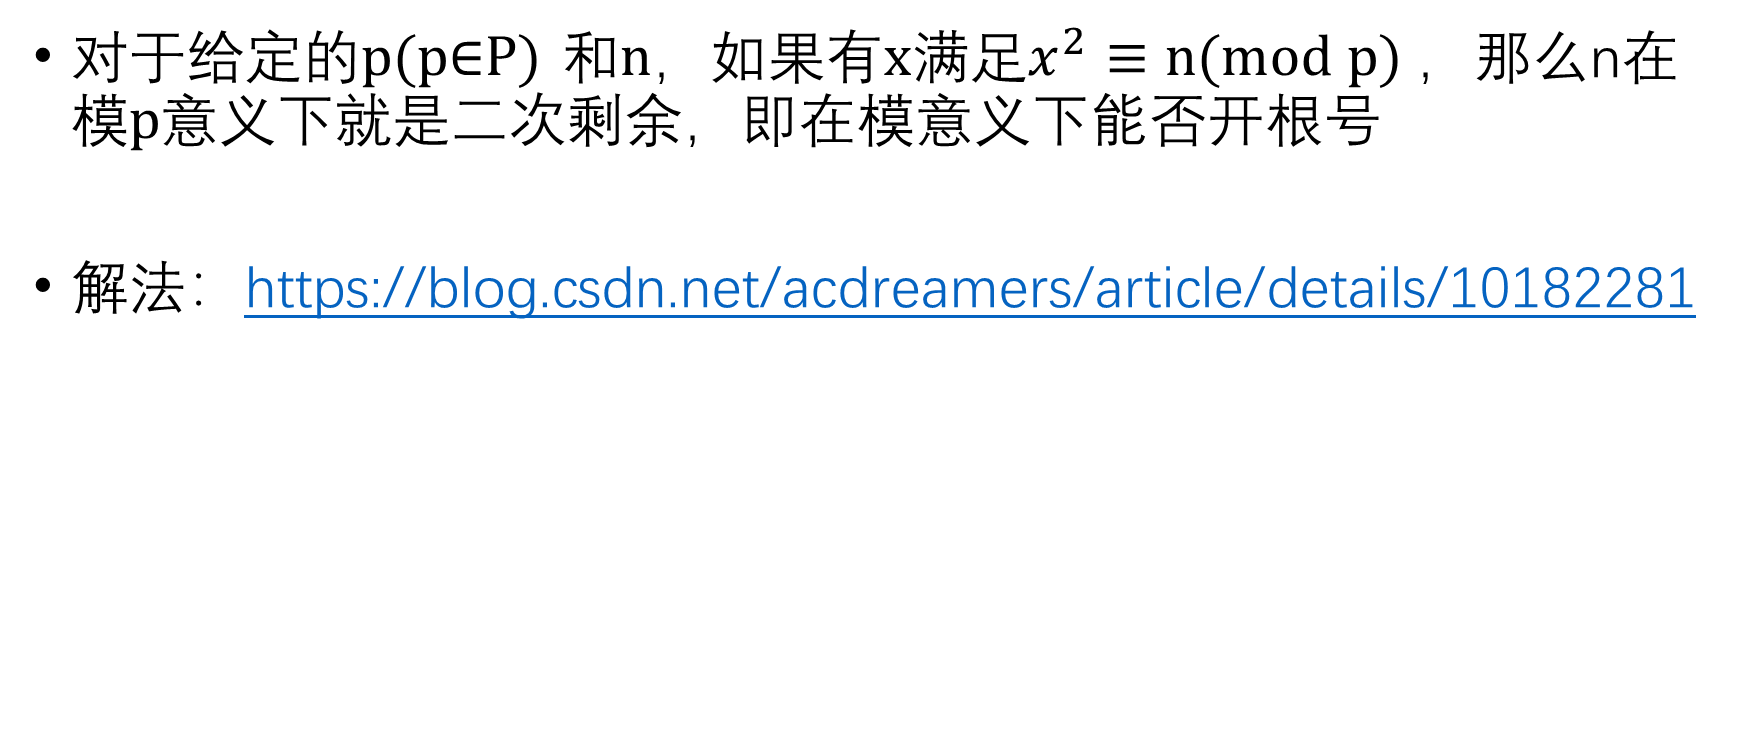 • 对于给定的p(p∈P) 和n，如果有x满足𝑥² ≡ n(mod p) ，那么n在
模p意义下就是二次剩余，即在模意义下能否开根号
• 解法：https://blog.csdn.net/acdreamers/article/details/10182281